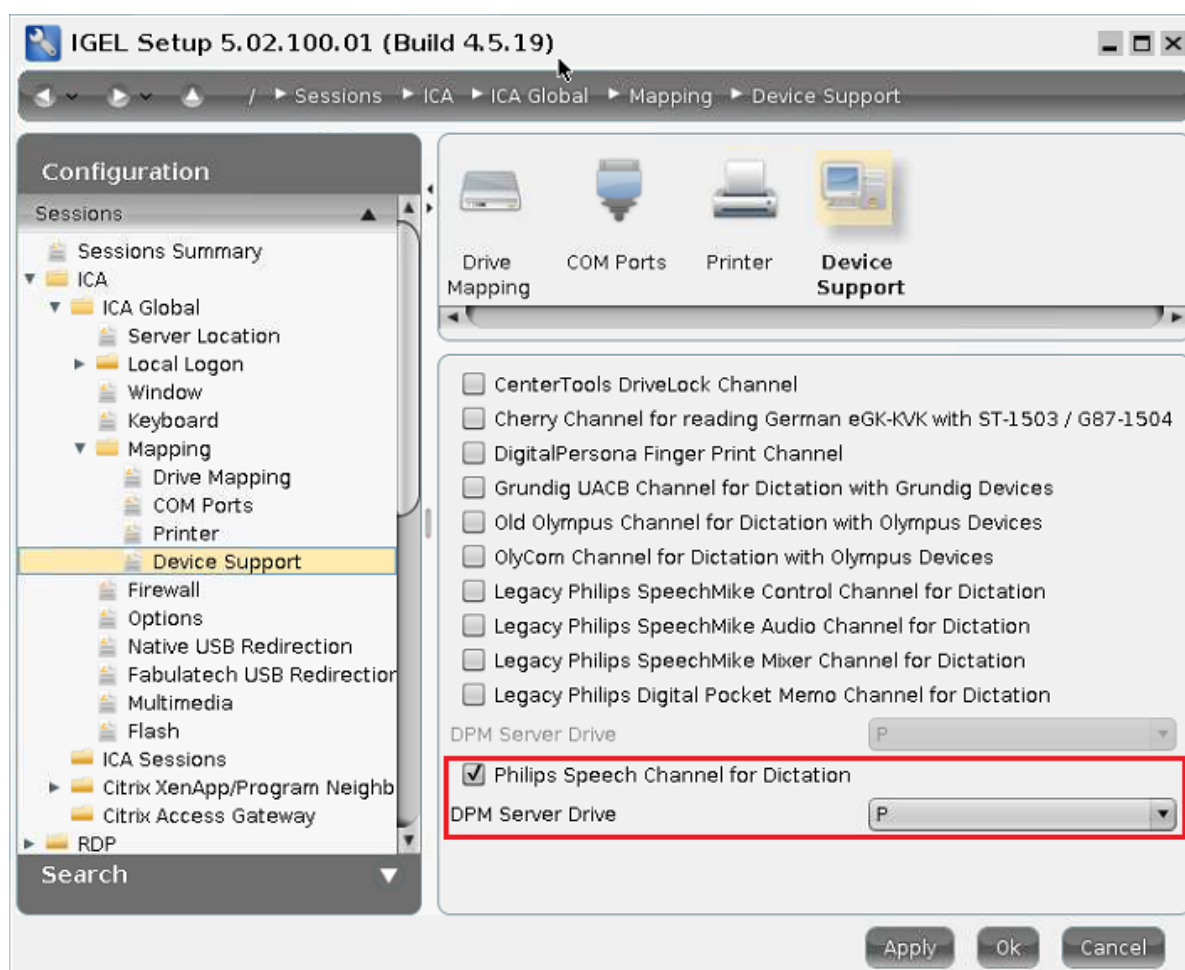 IGEL Setup 5.02.100.01 (Build 4.5.19)
/ Sessions ICA ICA Global Mapping Device Support
Configuration
Sessions
Sessions Summary
ICA
ICA Global
Server Location
Local Logon
Window
Keyboard
Mapping
Drive Mapping
COM Ports
Printer
Device Support
Firewall
Options
Native USB Redirection
Fabulatech USB Redirection
Multimedia
Flash
ICA Sessions
Citrix XenApp/Program Neighb
Citrix Access Gateway
RDP
Search
Drive Mapping
COM Ports
Printer
Device Support
CenterTools DriveLock Channel
Cherry Channel for reading German eGK-KVK with ST-1503 / G87-1504
DigitalPersona Finger Print Channel
Grundig UACB Channel for Dictation with Grundig Devices
Old Olympus Channel for Dictation with Olympus Devices
OlyCom Channel for Dictation with Olympus Devices
Legacy Philips SpeechMike Control Channel for Dictation
Legacy Philips SpeechMike Audio Channel for Dictation
Legacy Philips SpeechMike Mixer Channel for Dictation
Legacy Philips Digital Pocket Memo Channel for Dictation
DPM Server Drive P
Philips Speech Channel for Dictation
DPM Server Drive P
Apply Ok Cancel